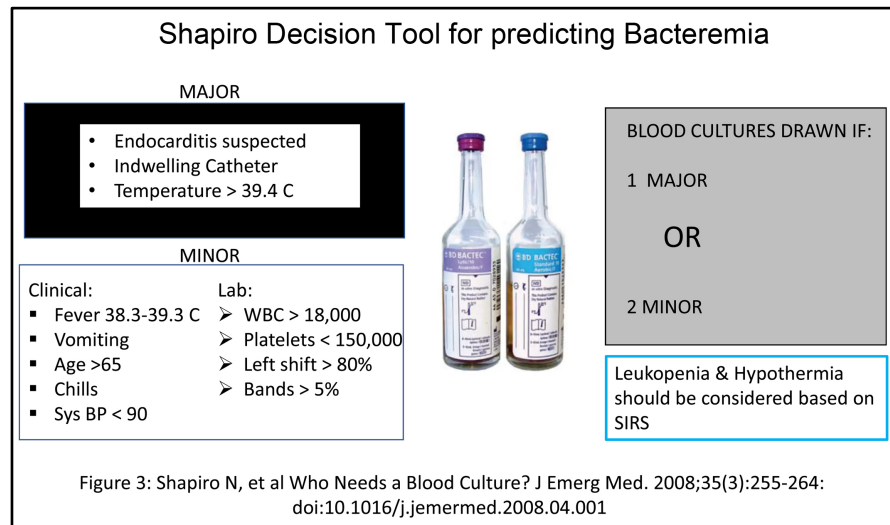 Shapiro Decision Tool for predicting Bacteremia
MAJOR
• Endocarditis suspected
• Indwelling Catheter
• Temperature > 39.4 C
MINOR
Clinical:
▪ Fever 38.3-39.3 C
▪ Vomiting
▪ Age >65
▪ Chills
▪ Sys BP < 90
Lab:
➢ WBC > 18,000
➢ Platelets < 150,000
➢ Left shift > 80%
➢ Bands > 5%
BD BACTEC
BD BACTEC
BLOOD CULTURES DRAWN IF:
1 MAJOR
OR
2 MINOR
Leukopenia & Hypothermia
should be considered based on
SIRS
Figure 3: Shapiro N, et al Who Needs a Blood Culture? J Emerg Med. 2008;35(3):255-264:
doi:10.1016/j.jemermed.2008.04.001